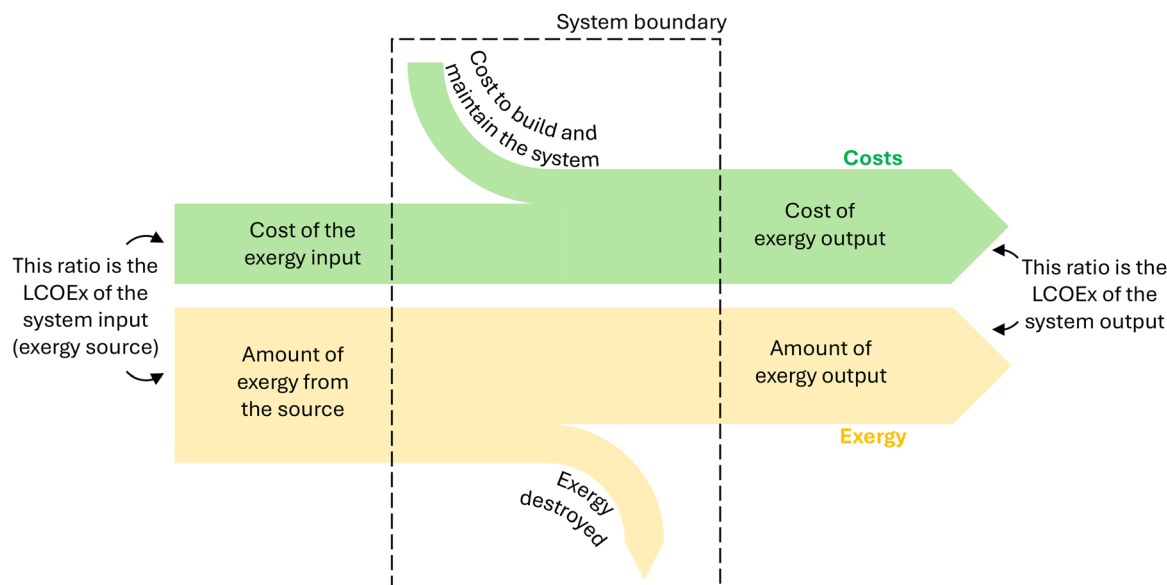 System boundary
Cost to build and
maintain the system
Costs
Cost of the
exergy input
Cost of
exergy output
This ratio is the
LCOEx of the
system input
(exergy source)
This ratio is the
LCOEx of the
system output
Amount of
exergy from
the source
Amount of
exergy output
Exergy
Exergy
destroyed